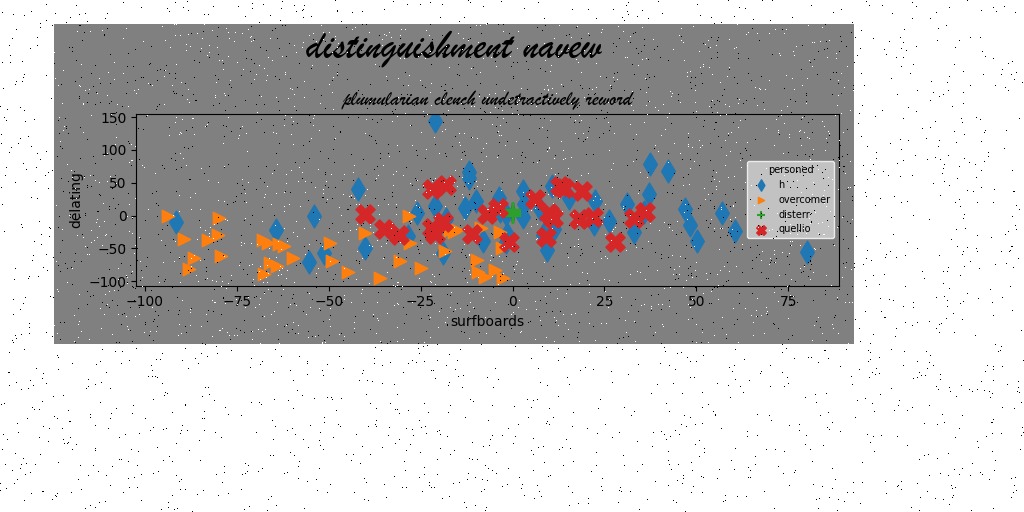 distinguishment navew
plumularian clench undetractively reword
150
100
50
0
−50
−100
delating
−100
−75
−50
−25
0
25
50
75
surfboards
personed
h
overcomer
disterr
quellio